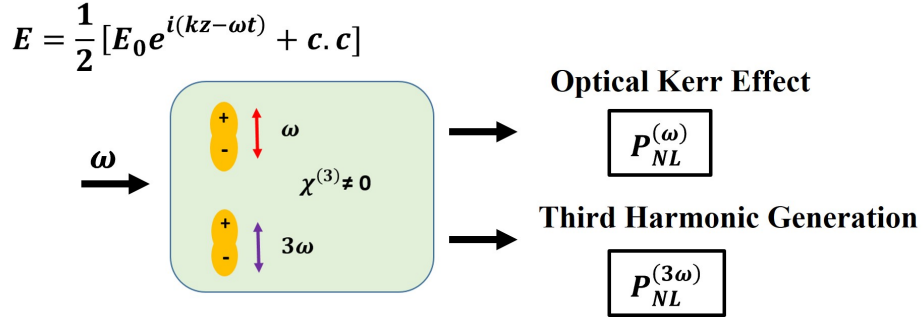 E = 1/2 [E₀e^{i(kz−ωt)} + c.c]
Optical Kerr Effect
P_{NL}^{(ω)}
ω
+
-
ω
χ^{(3)} ≠ 0
Third Harmonic Generation
+
-
3ω
P_{NL}^{(3ω)}